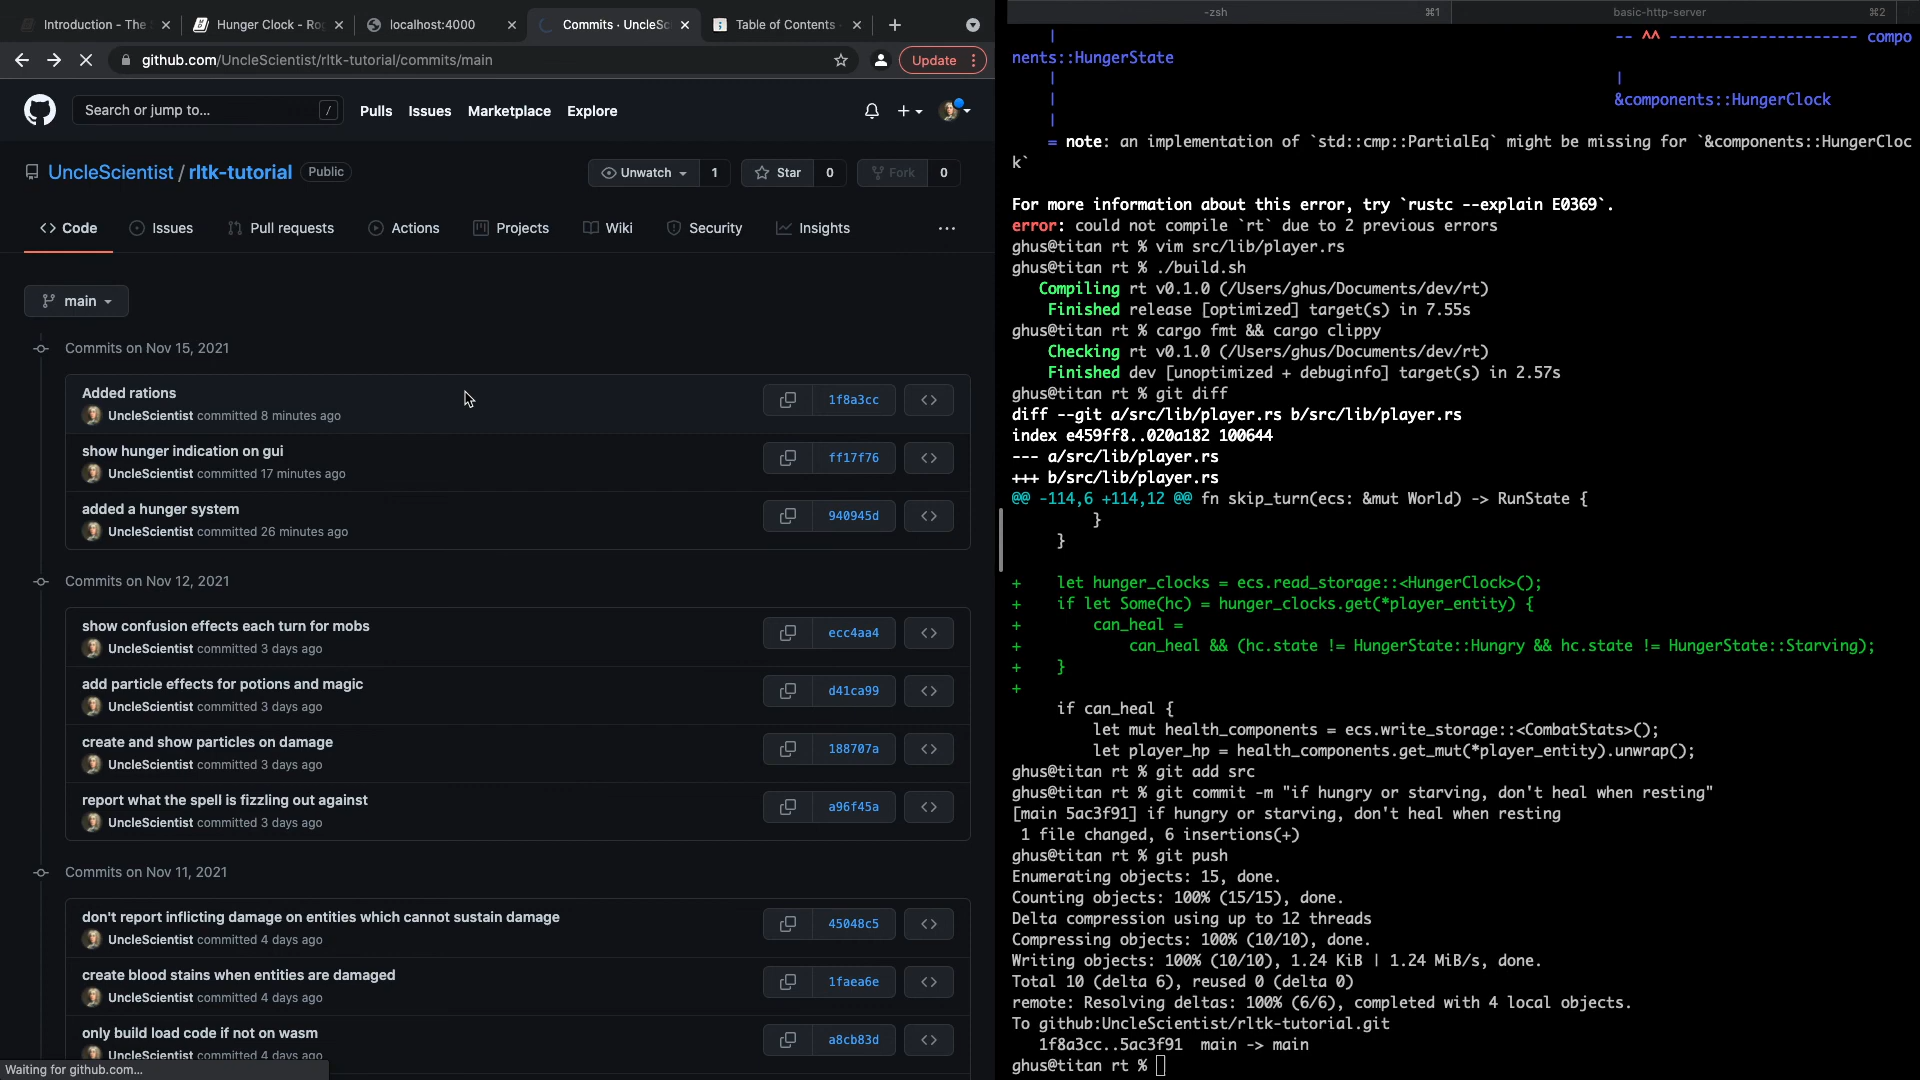 Introduction - The
Hunger Clock - Ro
localhost:4000
Commits · UncleSc
Table of Contents
github.com/UncleScientist/rltk-tutorial/commits/main
Update
Search or jump to...
/
Pulls
Issues
Marketplace
Explore
UncleScientist / rltk-tutorial
Public
Unwatch
1
Star
0
Fork
0
Code
Issues
Pull requests
Actions
Projects
Wiki
Security
Insights
main
Commits on Nov 15, 2021
Added rations
UncleScientist committed 8 minutes ago
1f8a3cc
show hunger indication on gui
UncleScientist committed 17 minutes ago
ff17f76
added a hunger system
UncleScientist committed 26 minutes ago
940945d
Commits on Nov 12, 2021
show confusion effects each turn for mobs
UncleScientist committed 3 days ago
ecc4aa4
add particle effects for potions and magic
UncleScientist committed 3 days ago
d41ca99
create and show particles on damage
UncleScientist committed 3 days ago
188707a
report what the spell is fizzling out against
UncleScientist committed 3 days ago
a96f45a
Commits on Nov 11, 2021
don't report inflicting damage on entities which cannot sustain damage
UncleScientist committed 4 days ago
45048c5
create blood stains when entities are damaged
UncleScientist committed 4 days ago
1faea6e
only build load code if not on wasm
UncleScientist committed 4 days ago
a8cb83d
Waiting for github.com...
-zsh
⌘1
basic-http-server
⌘2
| -- ^^ --------------------- compo
nents::HungerState
| |
| &components::HungerClock
|
= note: an implementation of `std::cmp::PartialEq` might be missing for `&components::HungerCloc
k`
For more information about this error, try `rustc --explain E0369`.
error: could not compile `rt` due to 2 previous errors
ghus@titan rt % vim src/lib/player.rs
ghus@titan rt % ./build.sh
Compiling rt v0.1.0 (/Users/ghus/Documents/dev/rt)
Finished release [optimized] target(s) in 7.55s
ghus@titan rt % cargo fmt && cargo clippy
Checking rt v0.1.0 (/Users/ghus/Documents/dev/rt)
Finished dev [unoptimized + debuginfo] target(s) in 2.57s
ghus@titan rt % git diff
diff --git a/src/lib/player.rs b/src/lib/player.rs
index e459ff8..020a182 100644
--- a/src/lib/player.rs
+++ b/src/lib/player.rs
@@ -114,6 +114,12 @@ fn skip_turn(ecs: &mut World) -> RunState {
}
}
+ let hunger_clocks = ecs.read_storage::<HungerClock>();
+ if let Some(hc) = hunger_clocks.get(*player_entity) {
+ can_heal =
+ can_heal && (hc.state != HungerState::Hungry && hc.state != HungerState::Starving);
+ }
+
if can_heal {
let mut health_components = ecs.write_storage::<CombatStats>();
let player_hp = health_components.get_mut(*player_entity).unwrap();
ghus@titan rt % git add src
ghus@titan rt % git commit -m "if hungry or starving, don't heal when resting"
[main 5ac3f91] if hungry or starving, don't heal when resting
1 file changed, 6 insertions(+)
ghus@titan rt % git push
Enumerating objects: 15, done.
Counting objects: 100% (15/15), done.
Delta compression using up to 12 threads
Compressing objects: 100% (10/10), done.
Writing objects: 100% (10/10), 1.24 KiB | 1.24 MiB/s, done.
Total 10 (delta 6), reused 0 (delta 0)
remote: Resolving deltas: 100% (6/6), completed with 4 local objects.
To github:UncleScientist/rltk-tutorial.git
1f8a3cc..5ac3f91 main -> main
ghus@titan rt %